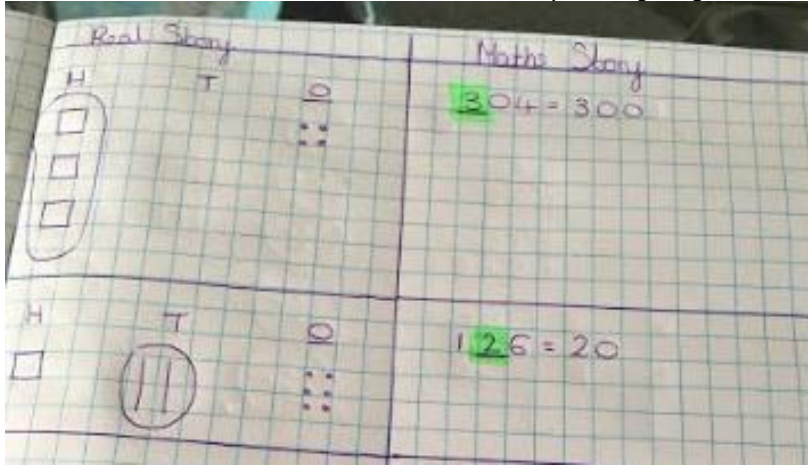 Real Story
Maths Story
H T O
304 = 300
H T O
126 = 20